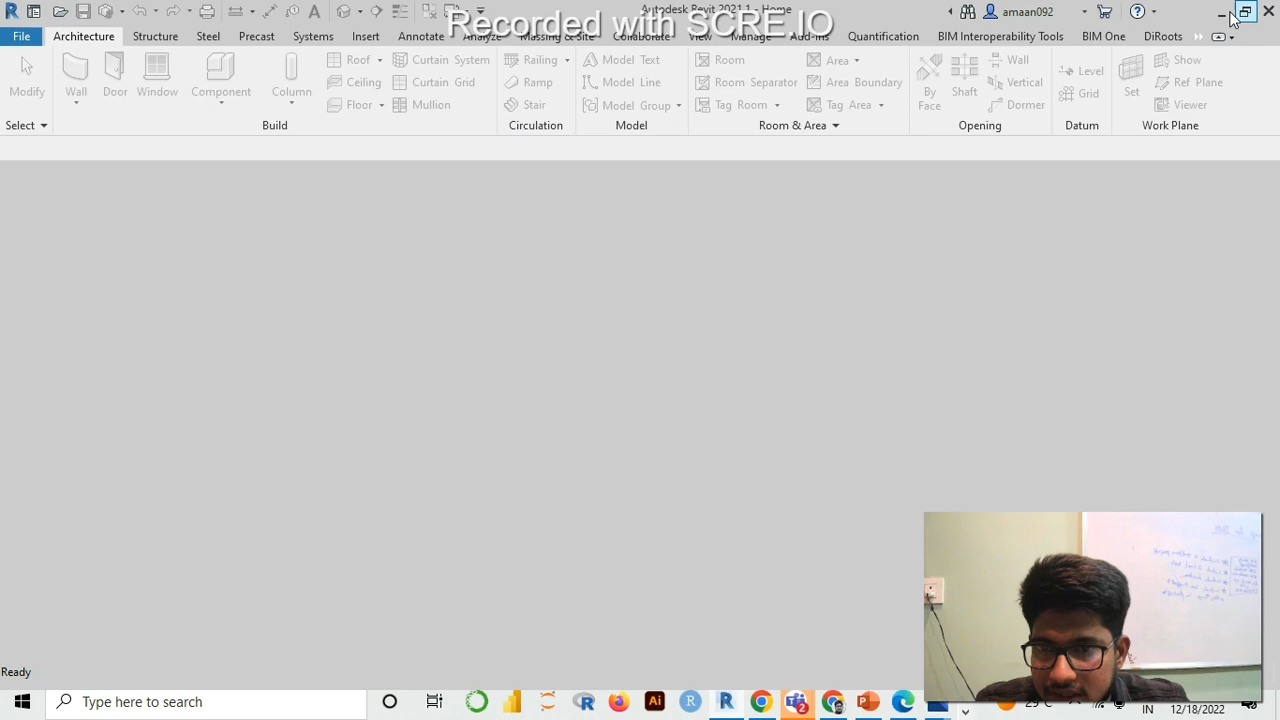 Autodesk Revit 2021.1 - Home
amaan092
Recorded with SCRE.IO
File Architecture Structure Steel Precast Systems Insert Annotate Analyze Massing & Site Collaborate View Manage Add-Ins Quantification BIM Interoperability Tools BIM One DiRoots
Modify
Wall
Door
Window
Component
Column
Roof
Ceiling
Floor
Curtain System
Curtain Grid
Mullion
Railing
Ramp
Stair
Model Text
Model Line
Model Group
Room
Room Separator
Tag Room
Area
Area Boundary
Tag Area
By
Face
Shaft
Wall
Vertical
Dormer
Level
Grid
Set
Show
Ref Plane
Viewer
Select Build Circulation Model Room & Area Opening Datum Work Plane
Ready
Type here to search
IN 12/18/2022